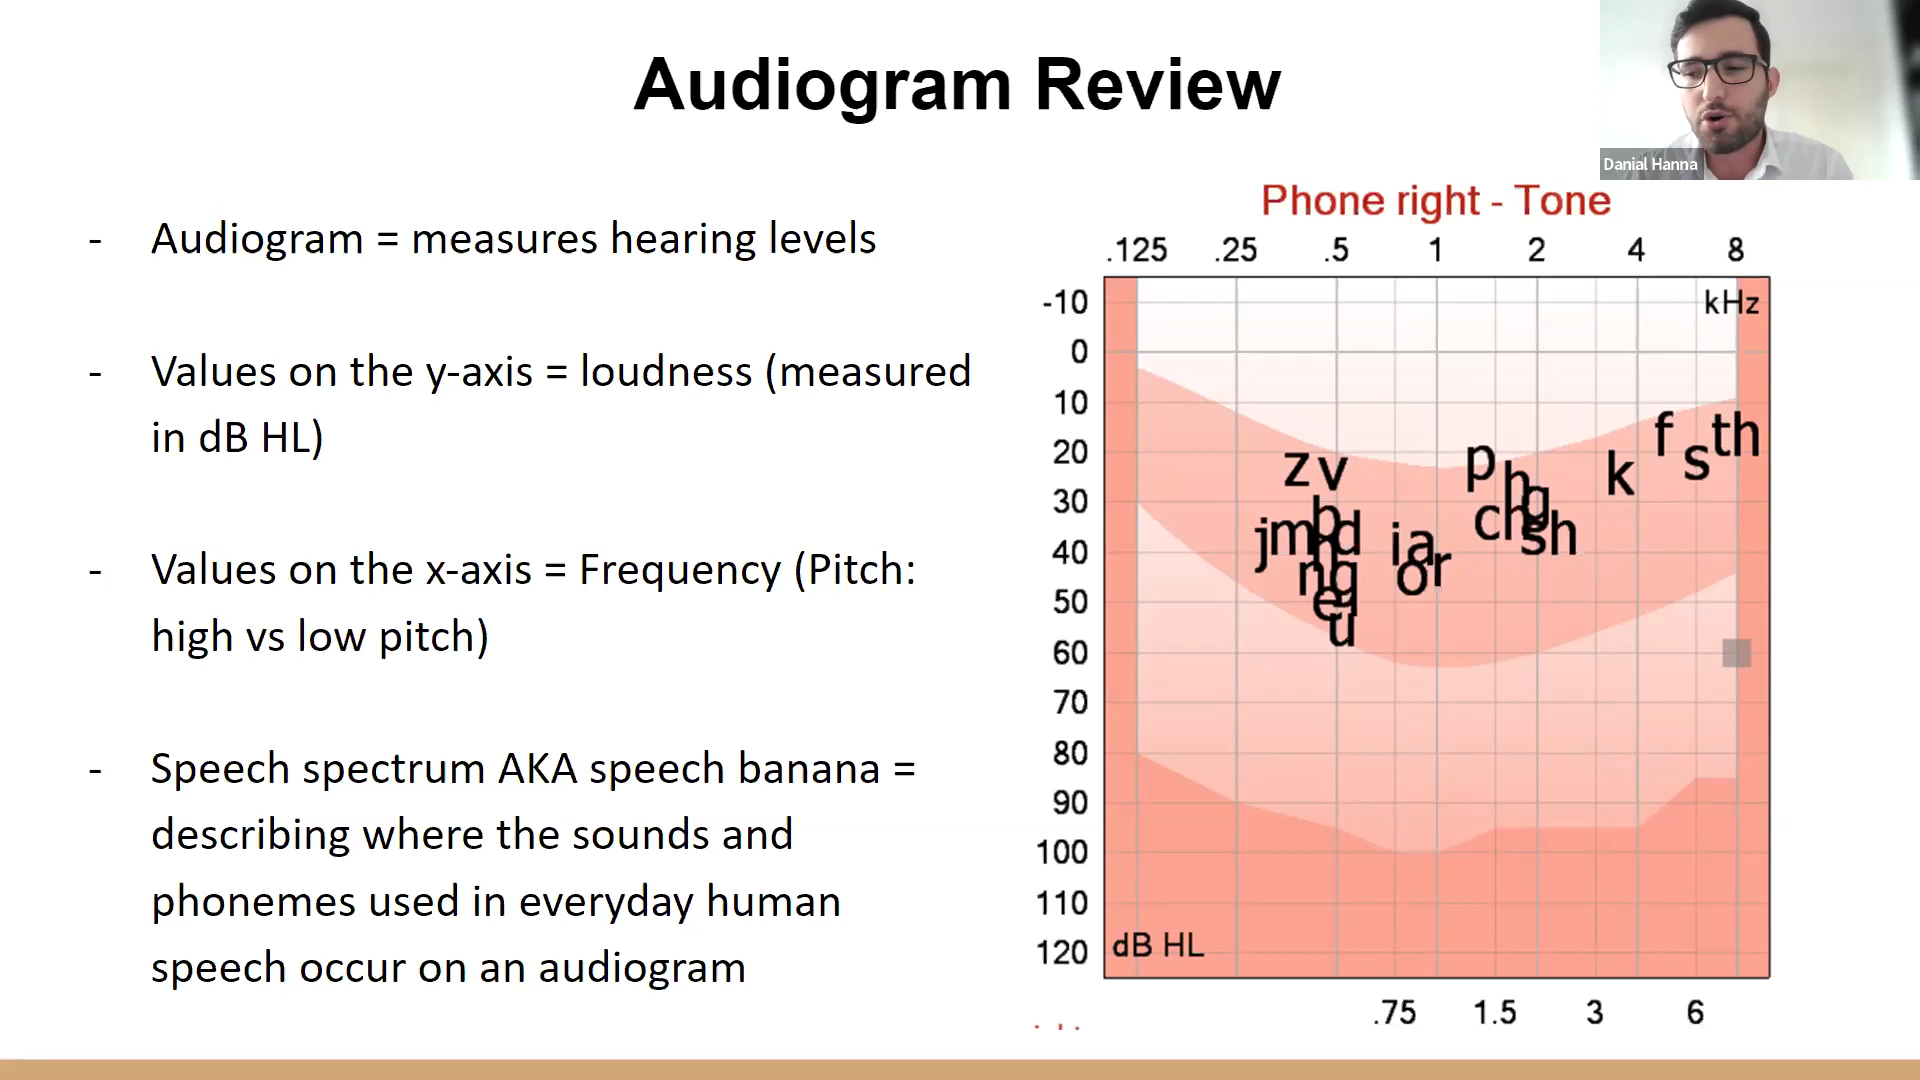 Audiogram Review
Danial Hanna
- Audiogram = measures hearing levels
- Values on the y-axis = loudness (measured
in dB HL)
- Values on the x-axis = Frequency (Pitch:
high vs low pitch)
- Speech spectrum AKA speech banana =
describing where the sounds and
phonemes used in everyday human
speech occur on an audiogram
Phone right - Tone
.125 .25 .5 1 2 4 8
kHz
-10
0
10
20
30
40
50
60
70
80
90
100
110
120
f s th
z v p h g k
j m b d i a r ch sh
n ng o
e u
dB HL
.75 1.5 3 6